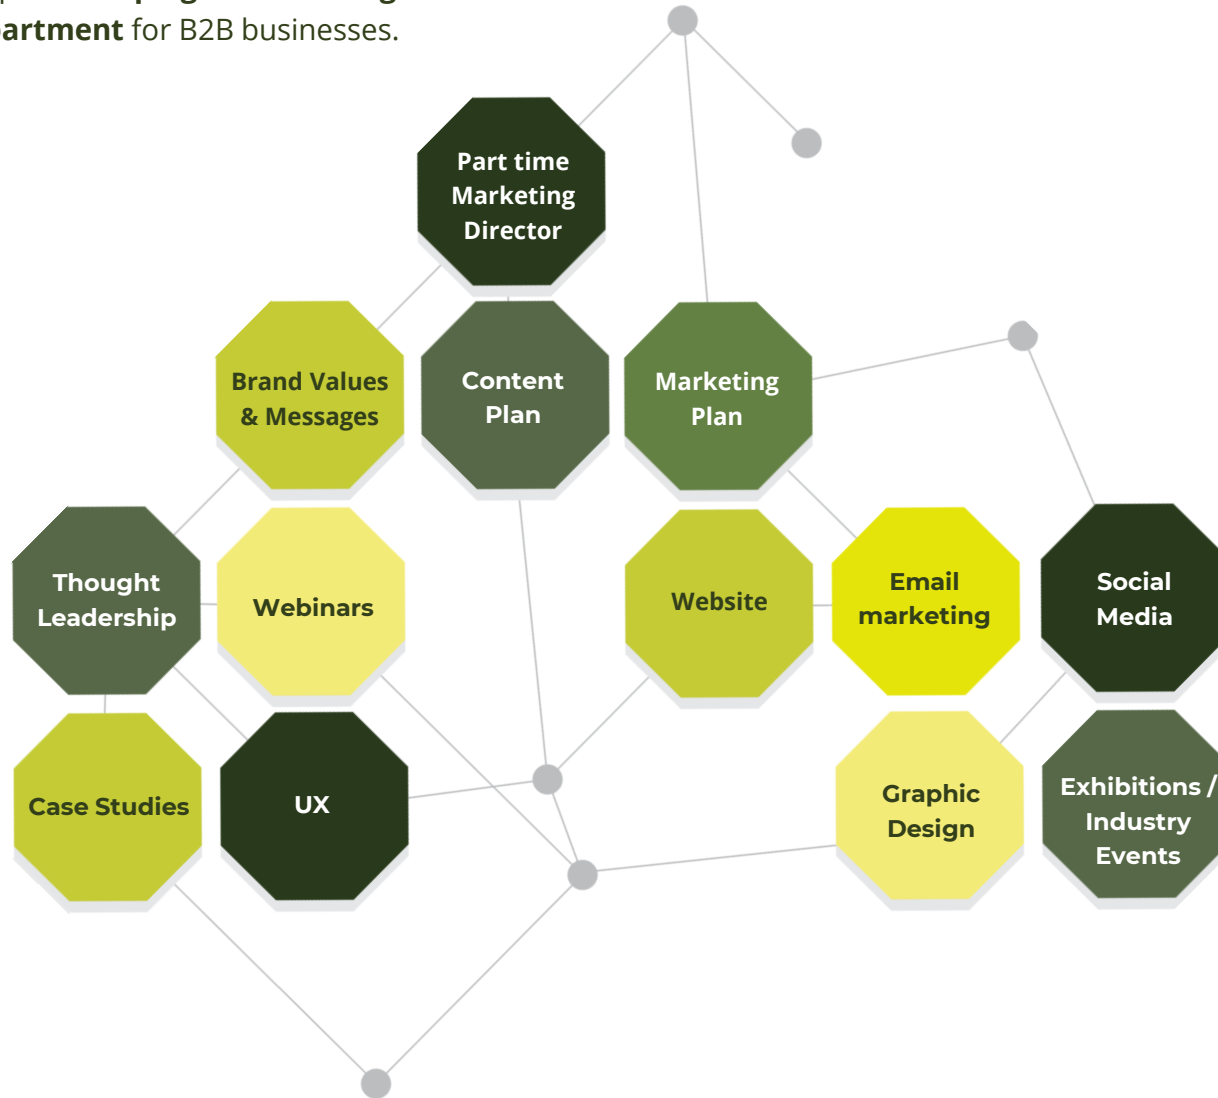 for B2B businesses.
Part time
Marketing
Director
Brand Values
& Messages
Content
Plan
Marketing
Plan
Thought
Leadership
Webinars
Website
Email
marketing
Social
Media
Case Studies
UX
Graphic
Design
Exhibitions /
Industry
Events